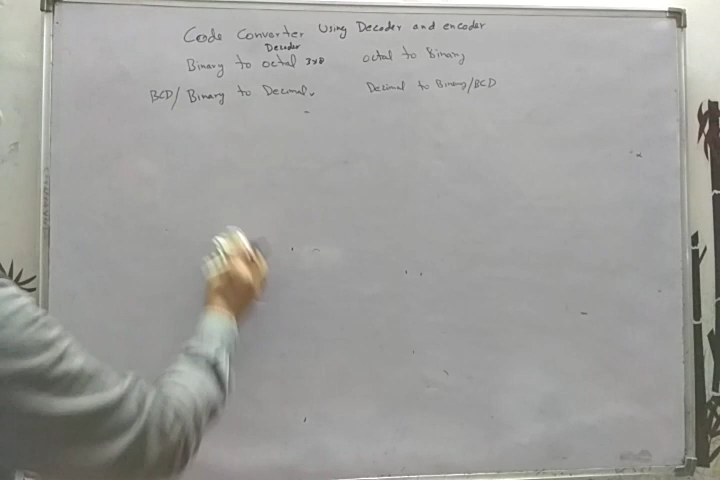 Code Converter Using Decoder and encoder
Decoder
Binary to octal 3x8 octal to Binary
BCD/ Binary to Decimal. Decimal to Binary/BCD